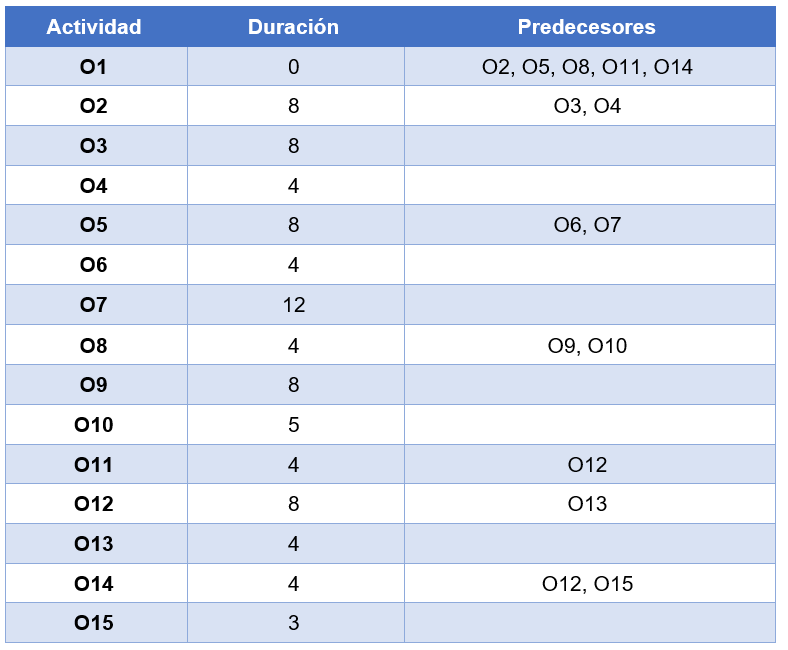 Actividad Duración Predecesores
O1 0 O2, O5, O8, O11, O14
O2 8 O3, O4
O3 8
O4 4
O5 8 O6, O7
O6 4
O7 12
O8 4 O9, O10
O9 8
O10 5
O11 4 O12
O12 8 O13
O13 4
O14 4 O12, O15
O15 3